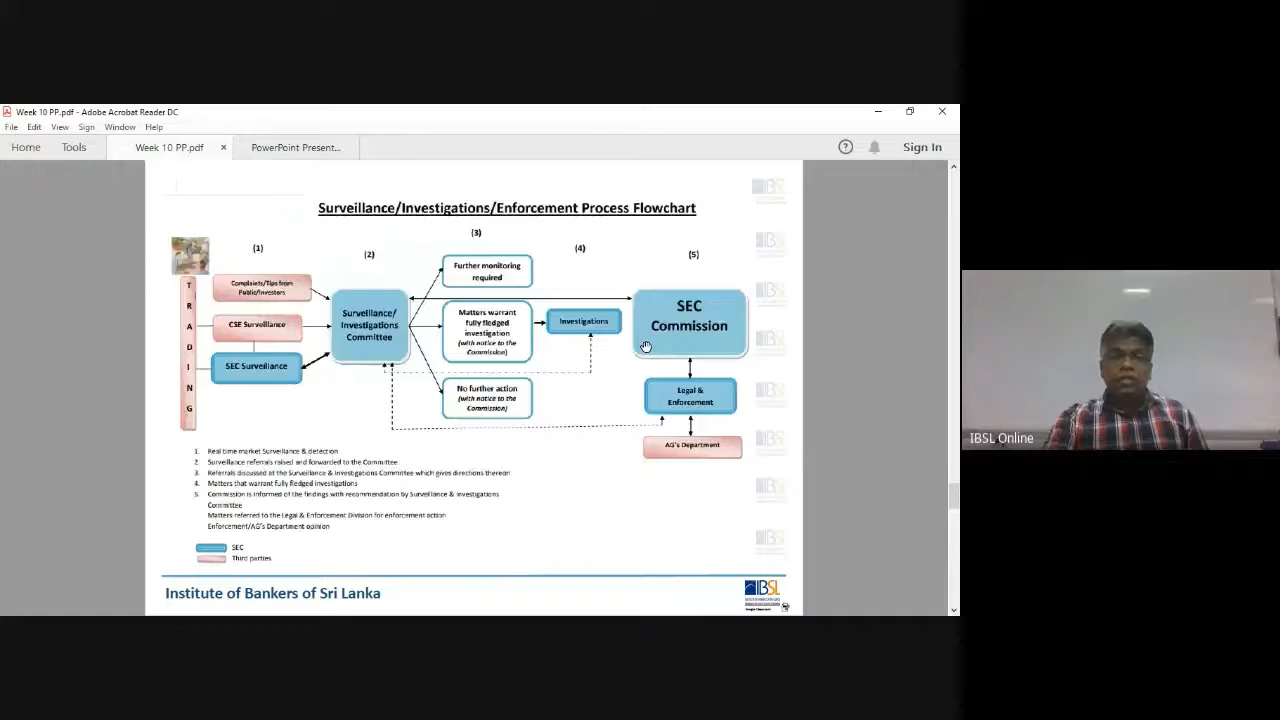 Week 10 PP.pdf - Adobe Acrobat Reader DC
File Edit View Sign Window Help
Home Tools Week 10 PP.pdf × PowerPoint Present... Sign In
Surveillance/Investigations/Enforcement Process Flowchart
(1)
(2)
(3)
(4)
(5)
TRADING
Complaints/Tips from
Public/Investors
CSE Surveillance
SEC Surveillance
Surveillance/
Investigations
Committee
Further monitoring
required
Matters warrant
fully fledged
investigation
(with notice to the
Commission)
No further action
(with notice to the
Commission)
Investigations
SEC
Commission
Legal &
Enforcement
AG's Department
1. Real time market Surveillance & detection
2. Surveillance referrals raised and forwarded to the Committee
3. Referrals discussed at the Surveillance & Investigations Committee which gives directions thereon
4. Matters that warrant fully fledged investigations
5. Commission is informed of the findings with recommendation by Surveillance & Investigations
Committee
Matters referred to the Legal & Enforcement Division for enforcement action
Enforcement/AG's Department opinion
SEC
Third parties
Institute of Bankers of Sri Lanka
IBSL
IBSL Online